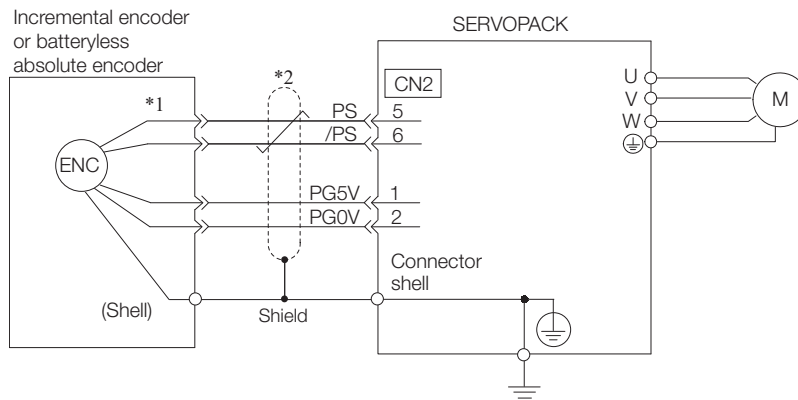 Incremental encoder
or batteryless
absolute encoder
SERVOPACK
*1
*2
CN2
ENC
PS
5
/PS
6
PG5V
1
PG0V
2
U
V
W
M
Connector
shell
(Shell)
Shield